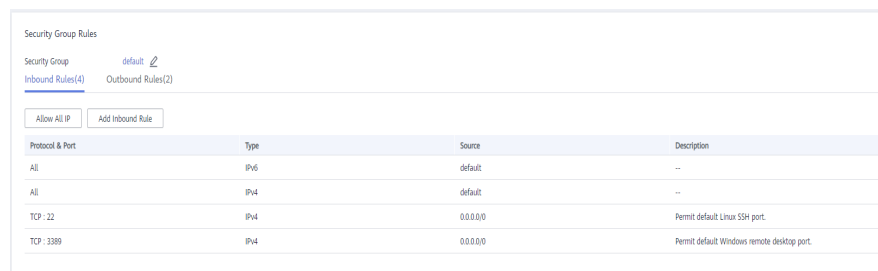 Security Group Rules
Security Group default
Inbound Rules(4) Outbound Rules(2)
Allow All IP Add Inbound Rule
Protocol & Port Type Source Description
All IPv6 default --
All IPv4 default --
TCP : 22 IPv4 0.0.0.0/0 Permit default Linux SSH port.
TCP : 3389 IPv4 0.0.0.0/0 Permit default Windows remote desktop port.